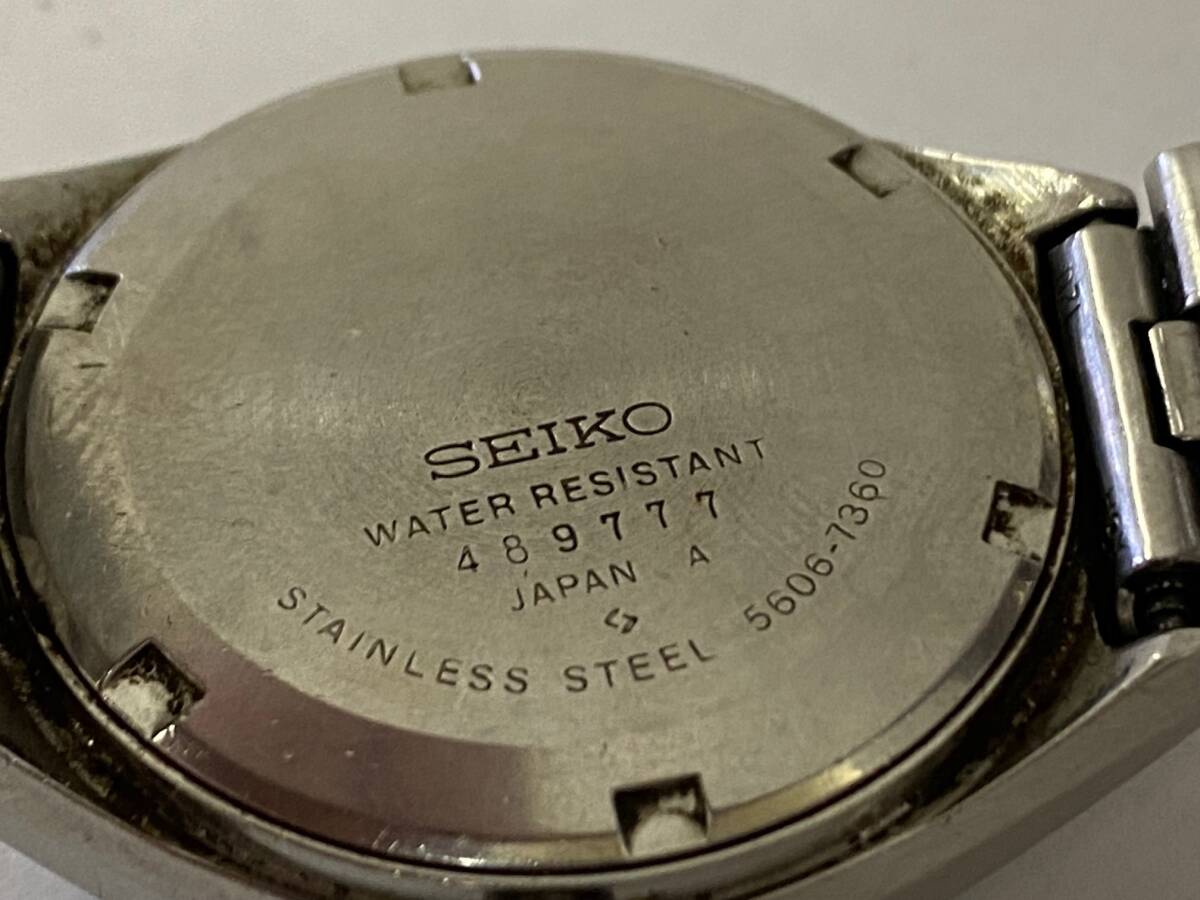 SEIKO
WATER RESISTANT
489777
JAPAN A
STAINLESS STEEL 5606-7360